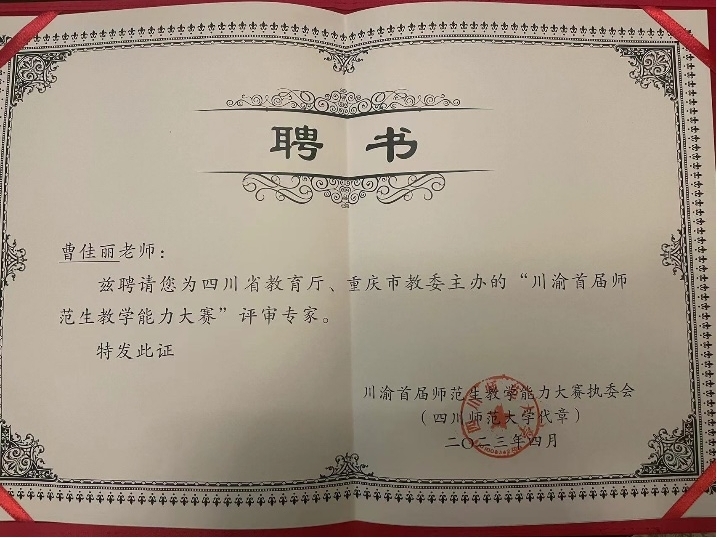 聘书
曹佳丽老师：
兹聘请您为四川省教育厅、重庆市教委主办的“川渝首届师
范生教学能力大赛”评审专家。
特发此证
川渝首届师范生教学能力大赛执委会
（四川师范大学代章）
二〇二三年四月